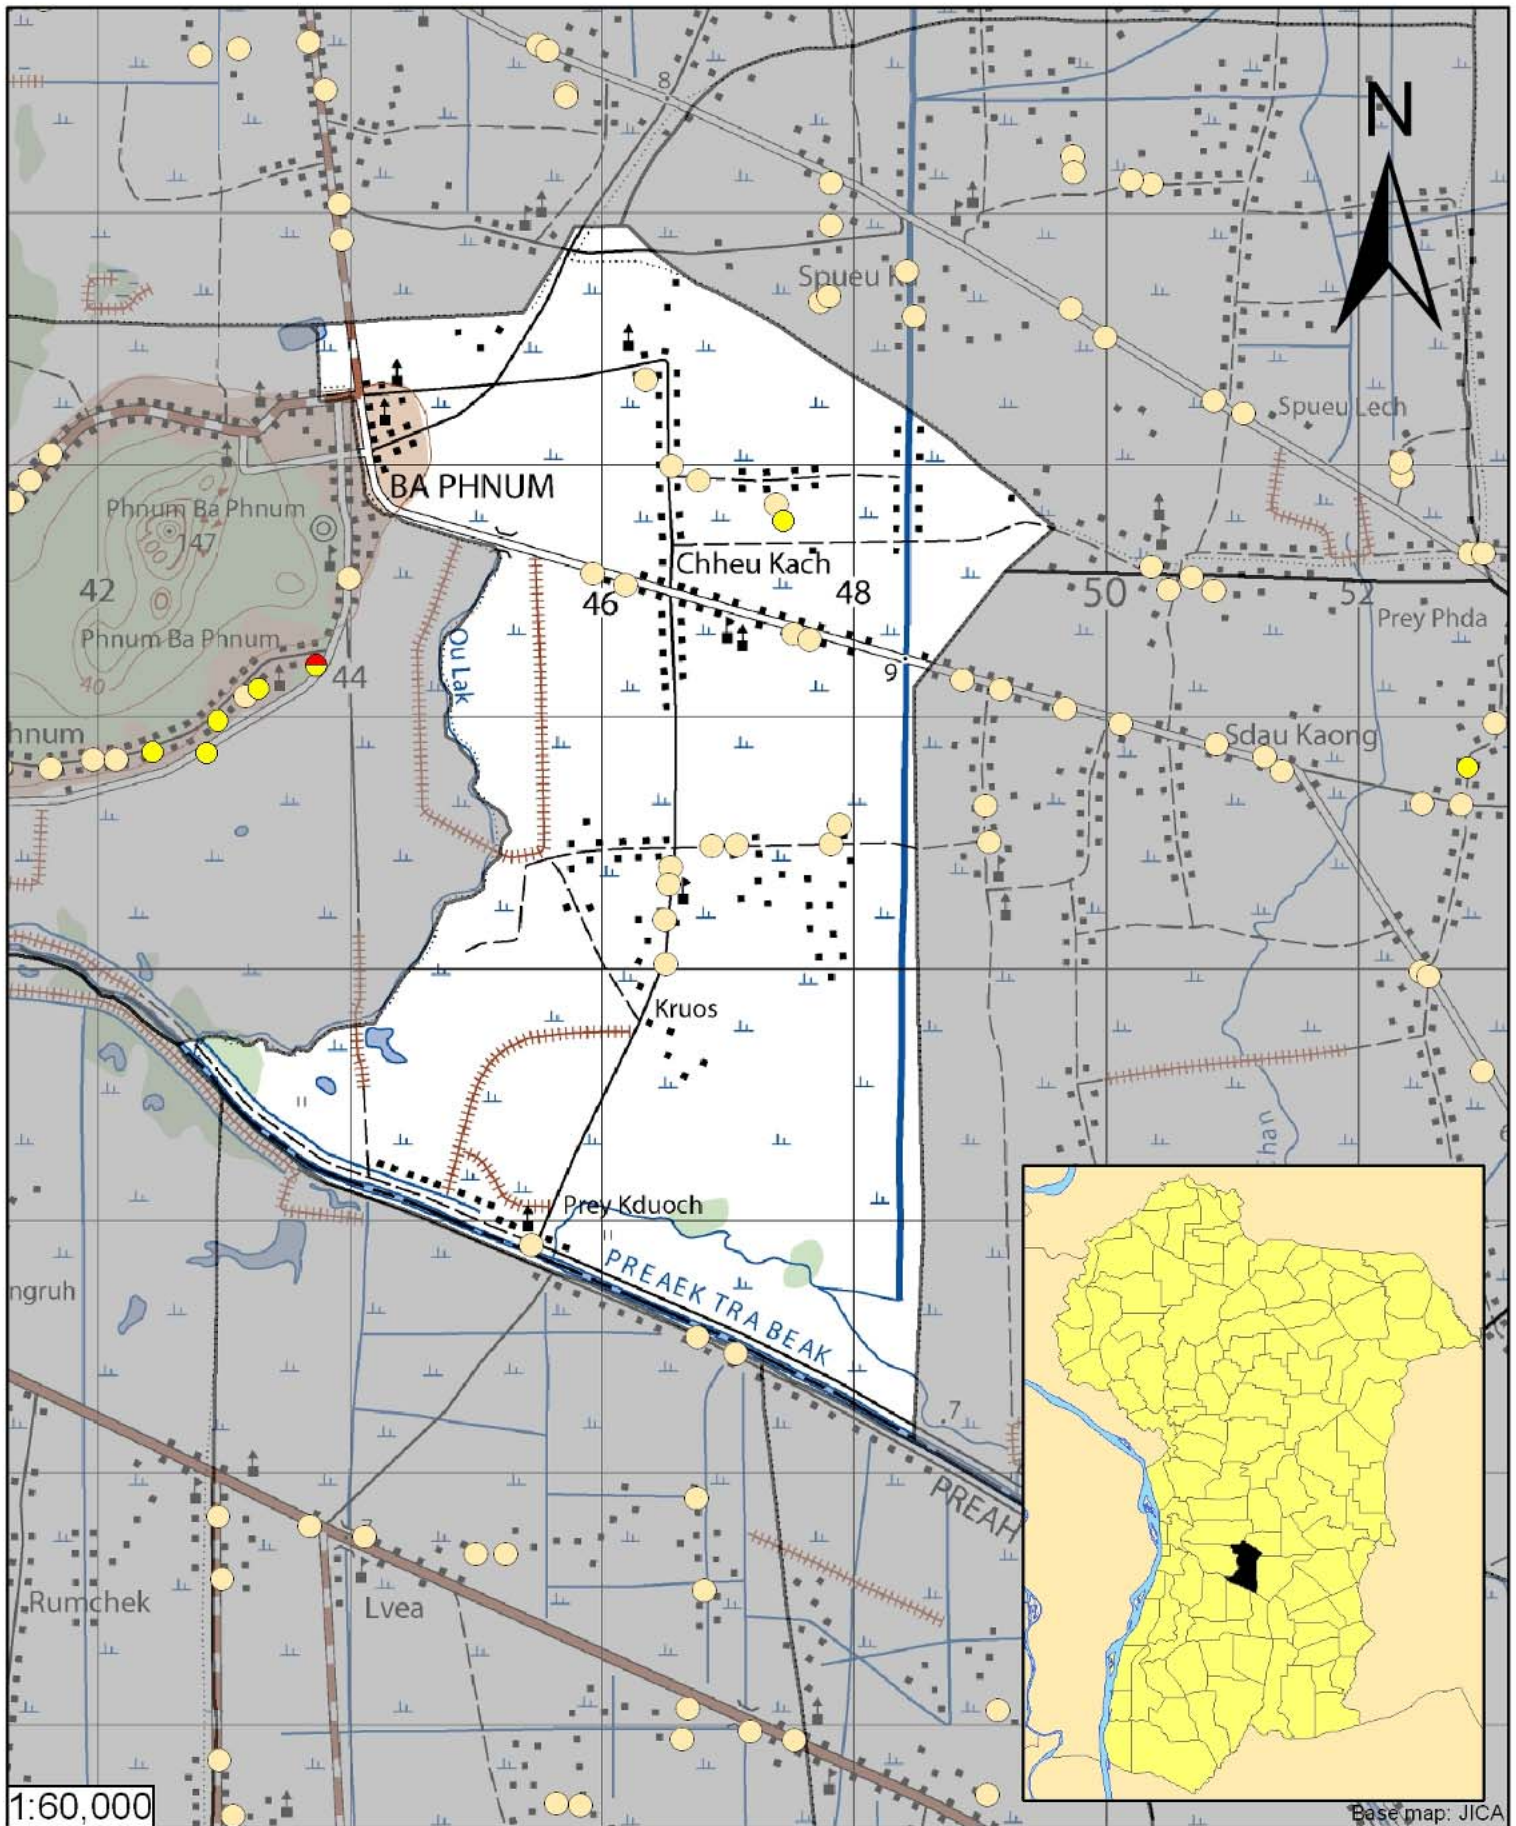 8
N
Spueu K
Spueu Lech
BA PHNUM
Phnum Ba Phnum
147
Chheu Kach
42
46
48
50
52
Prey Phda
Phnum Ba Phnum
Ou Lak
40
44
9
hnum
Sdau Kaong
Kruos
han
Prey Kduoch
PREAEK TRA BEAK
ngruh
.7
PREAH
7
Rumchek
Lvea
1:60,000
Base map: JICA